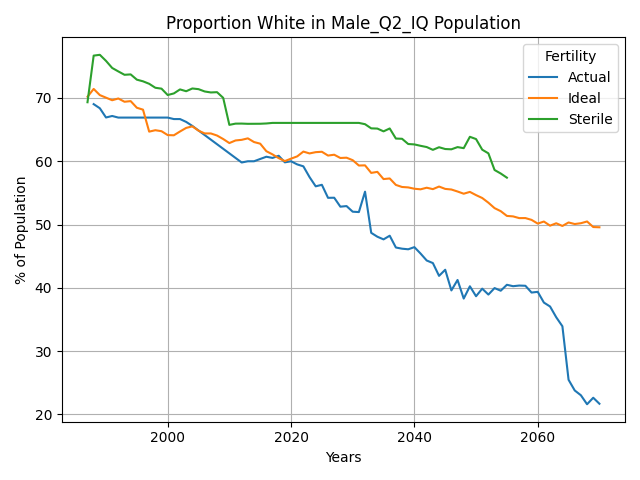 Proportion White in Male_Q2_IQ Population
Fertility
Actual
Ideal
Sterile
% of Population
70
60
50
40
30
20
2000
2020
2040
2060
Years